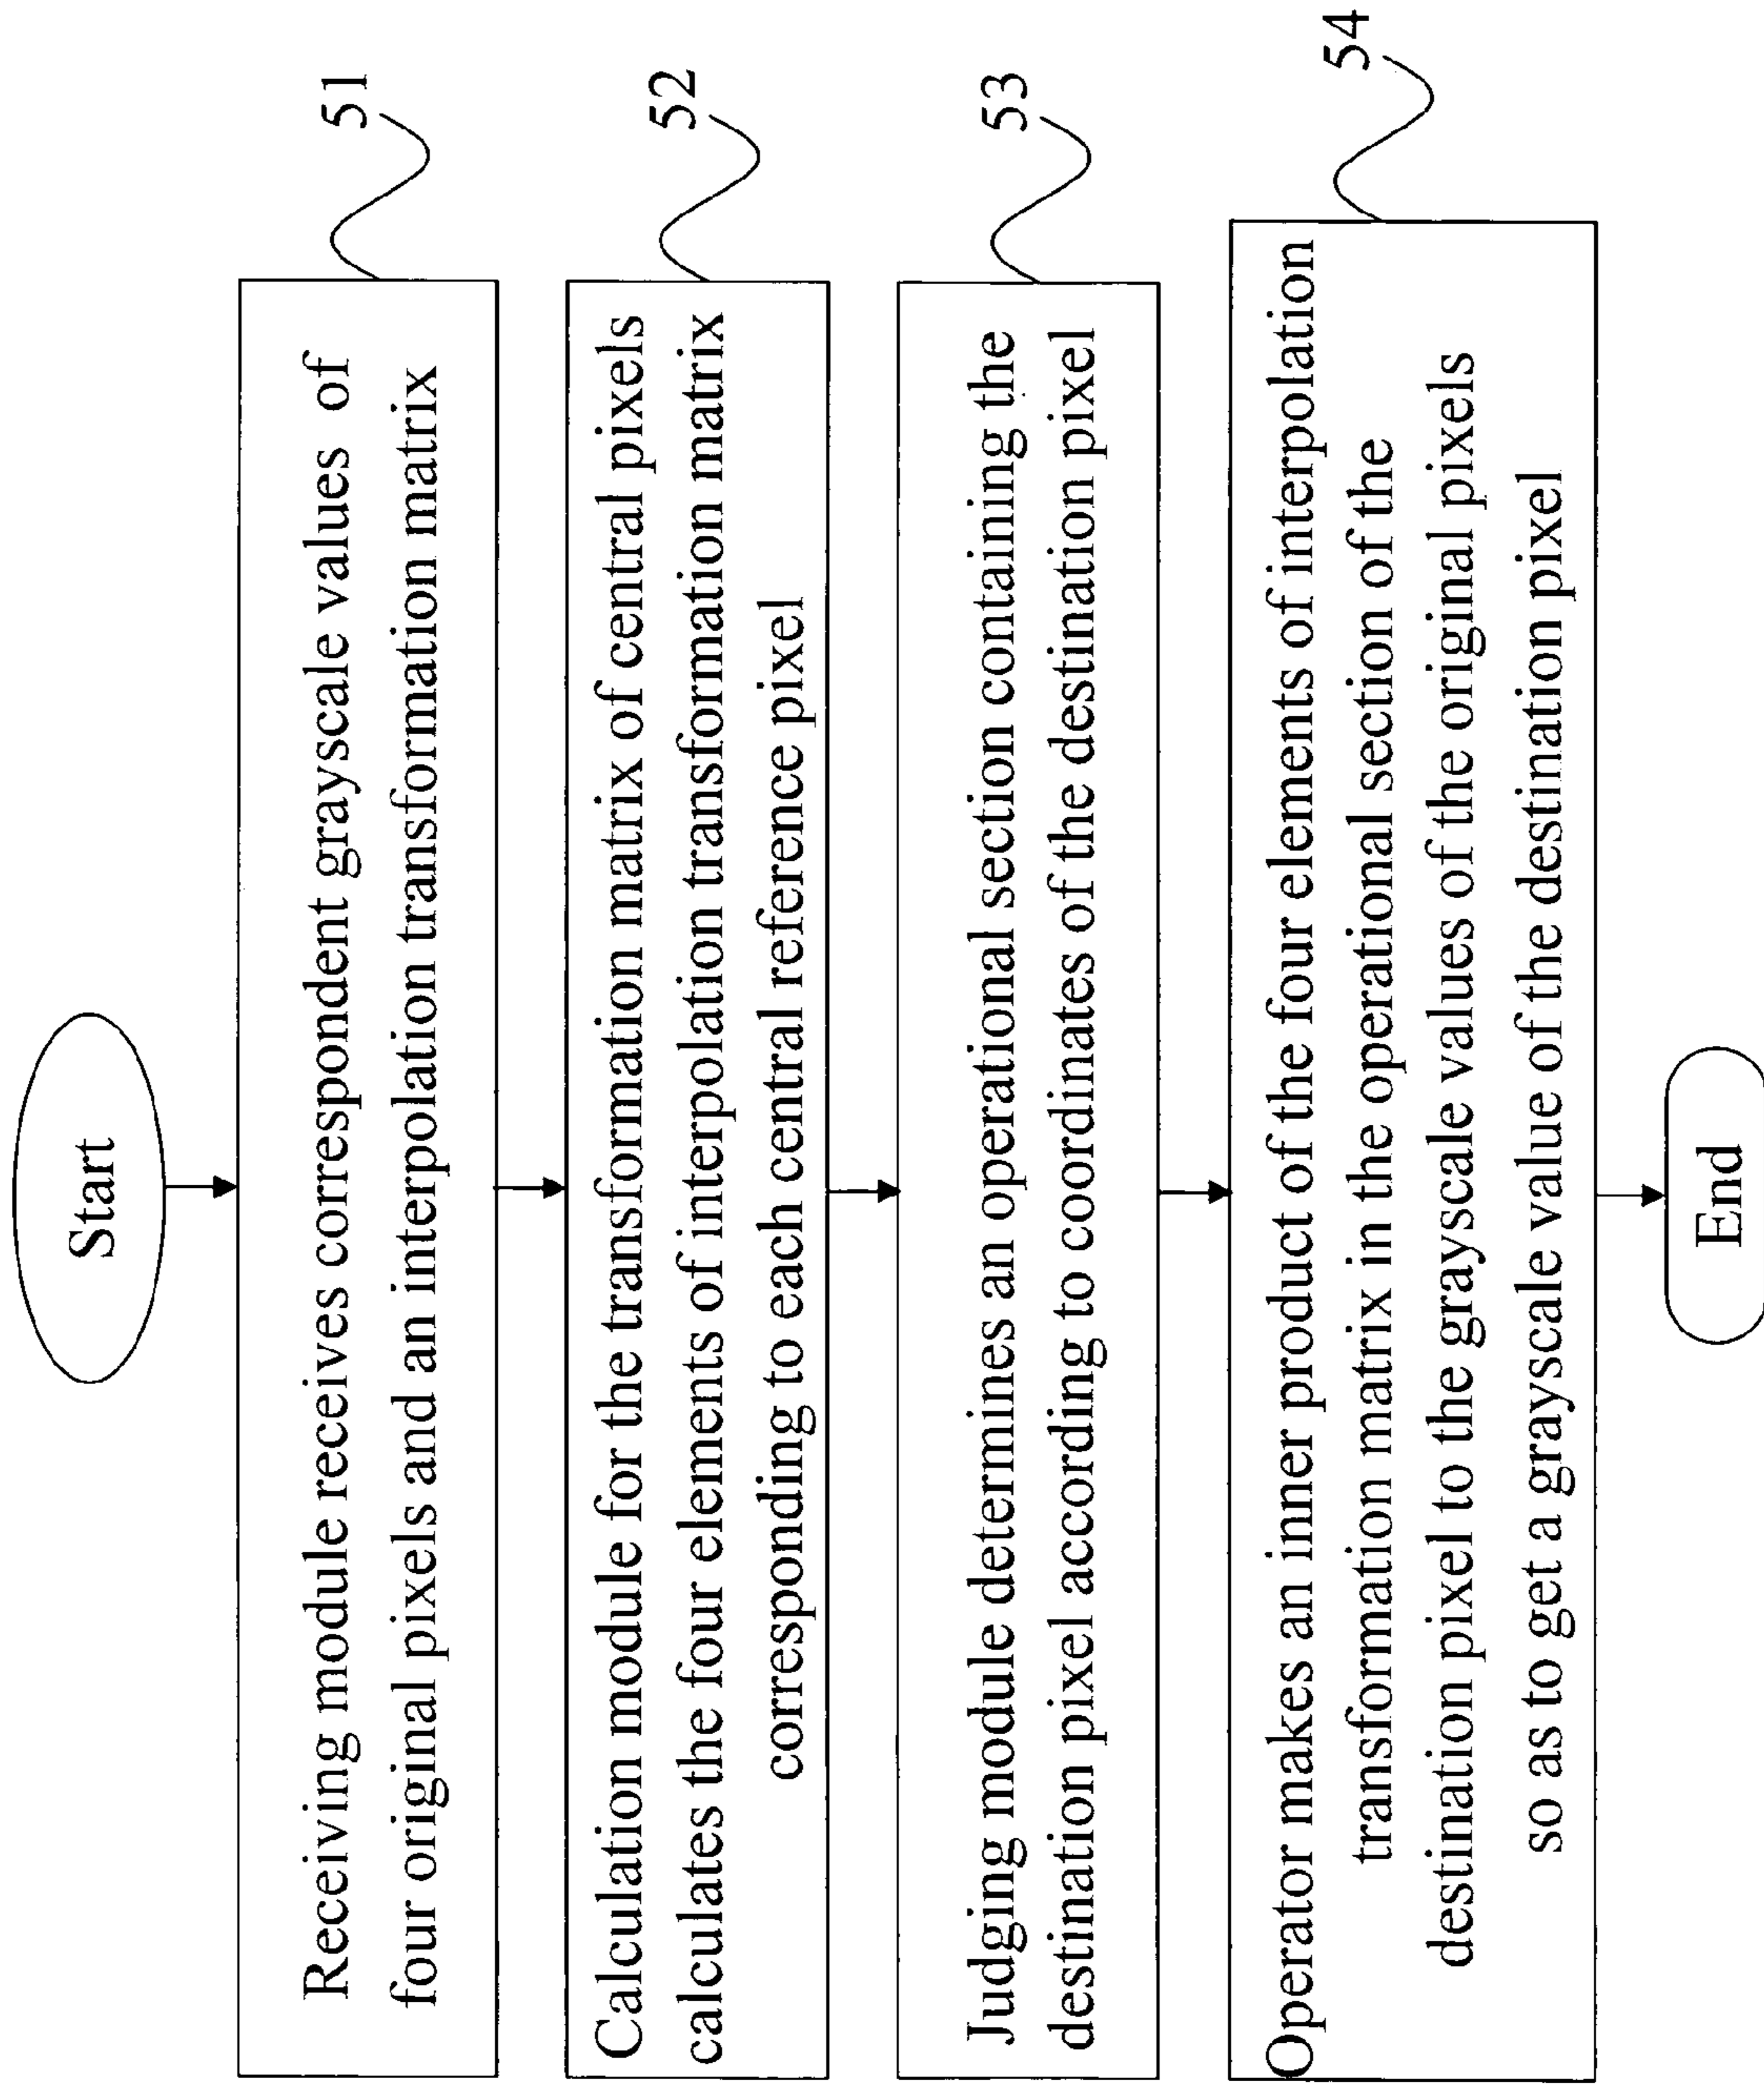 Start
Receiving module receives correspondent grayscale values of
four original pixels and an interpolation transformation matrix
51
Calculation module for the transformation matrix of central pixels
calculates the four elements of interpolation transformation matrix
corresponding to each central reference pixel
52
Judging module determines an operational section containing the
destination pixel according to coordinates of the destination pixel
53
Operator makes an inner product of the four elements of interpolation
transformation matrix in the operational section of the
destination pixel to the grayscale values of the original pixels
so as to get a grayscale value of the destination pixel
54
End